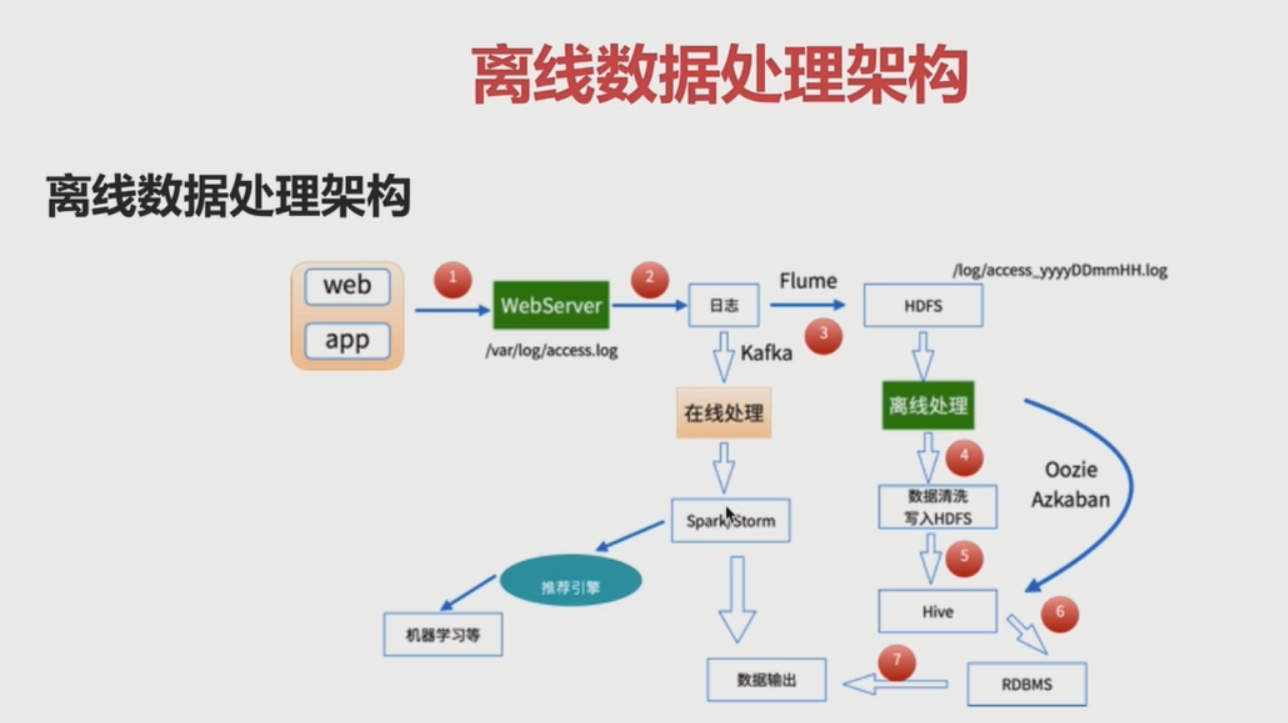 离线数据处理架构
离线数据处理架构
web
app
1
WebServer
/var/log/access.log
2
日志
Flume
3
/log/access_yyyyDDmmHH.log
HDFS
Kafka
在线处理
离线处理
4
数据清洗
写入HDFS
Oozie
Azkaban
Spark/Storm
5
推荐引擎
Hive
6
机器学习等
7
数据输出
RDBMS